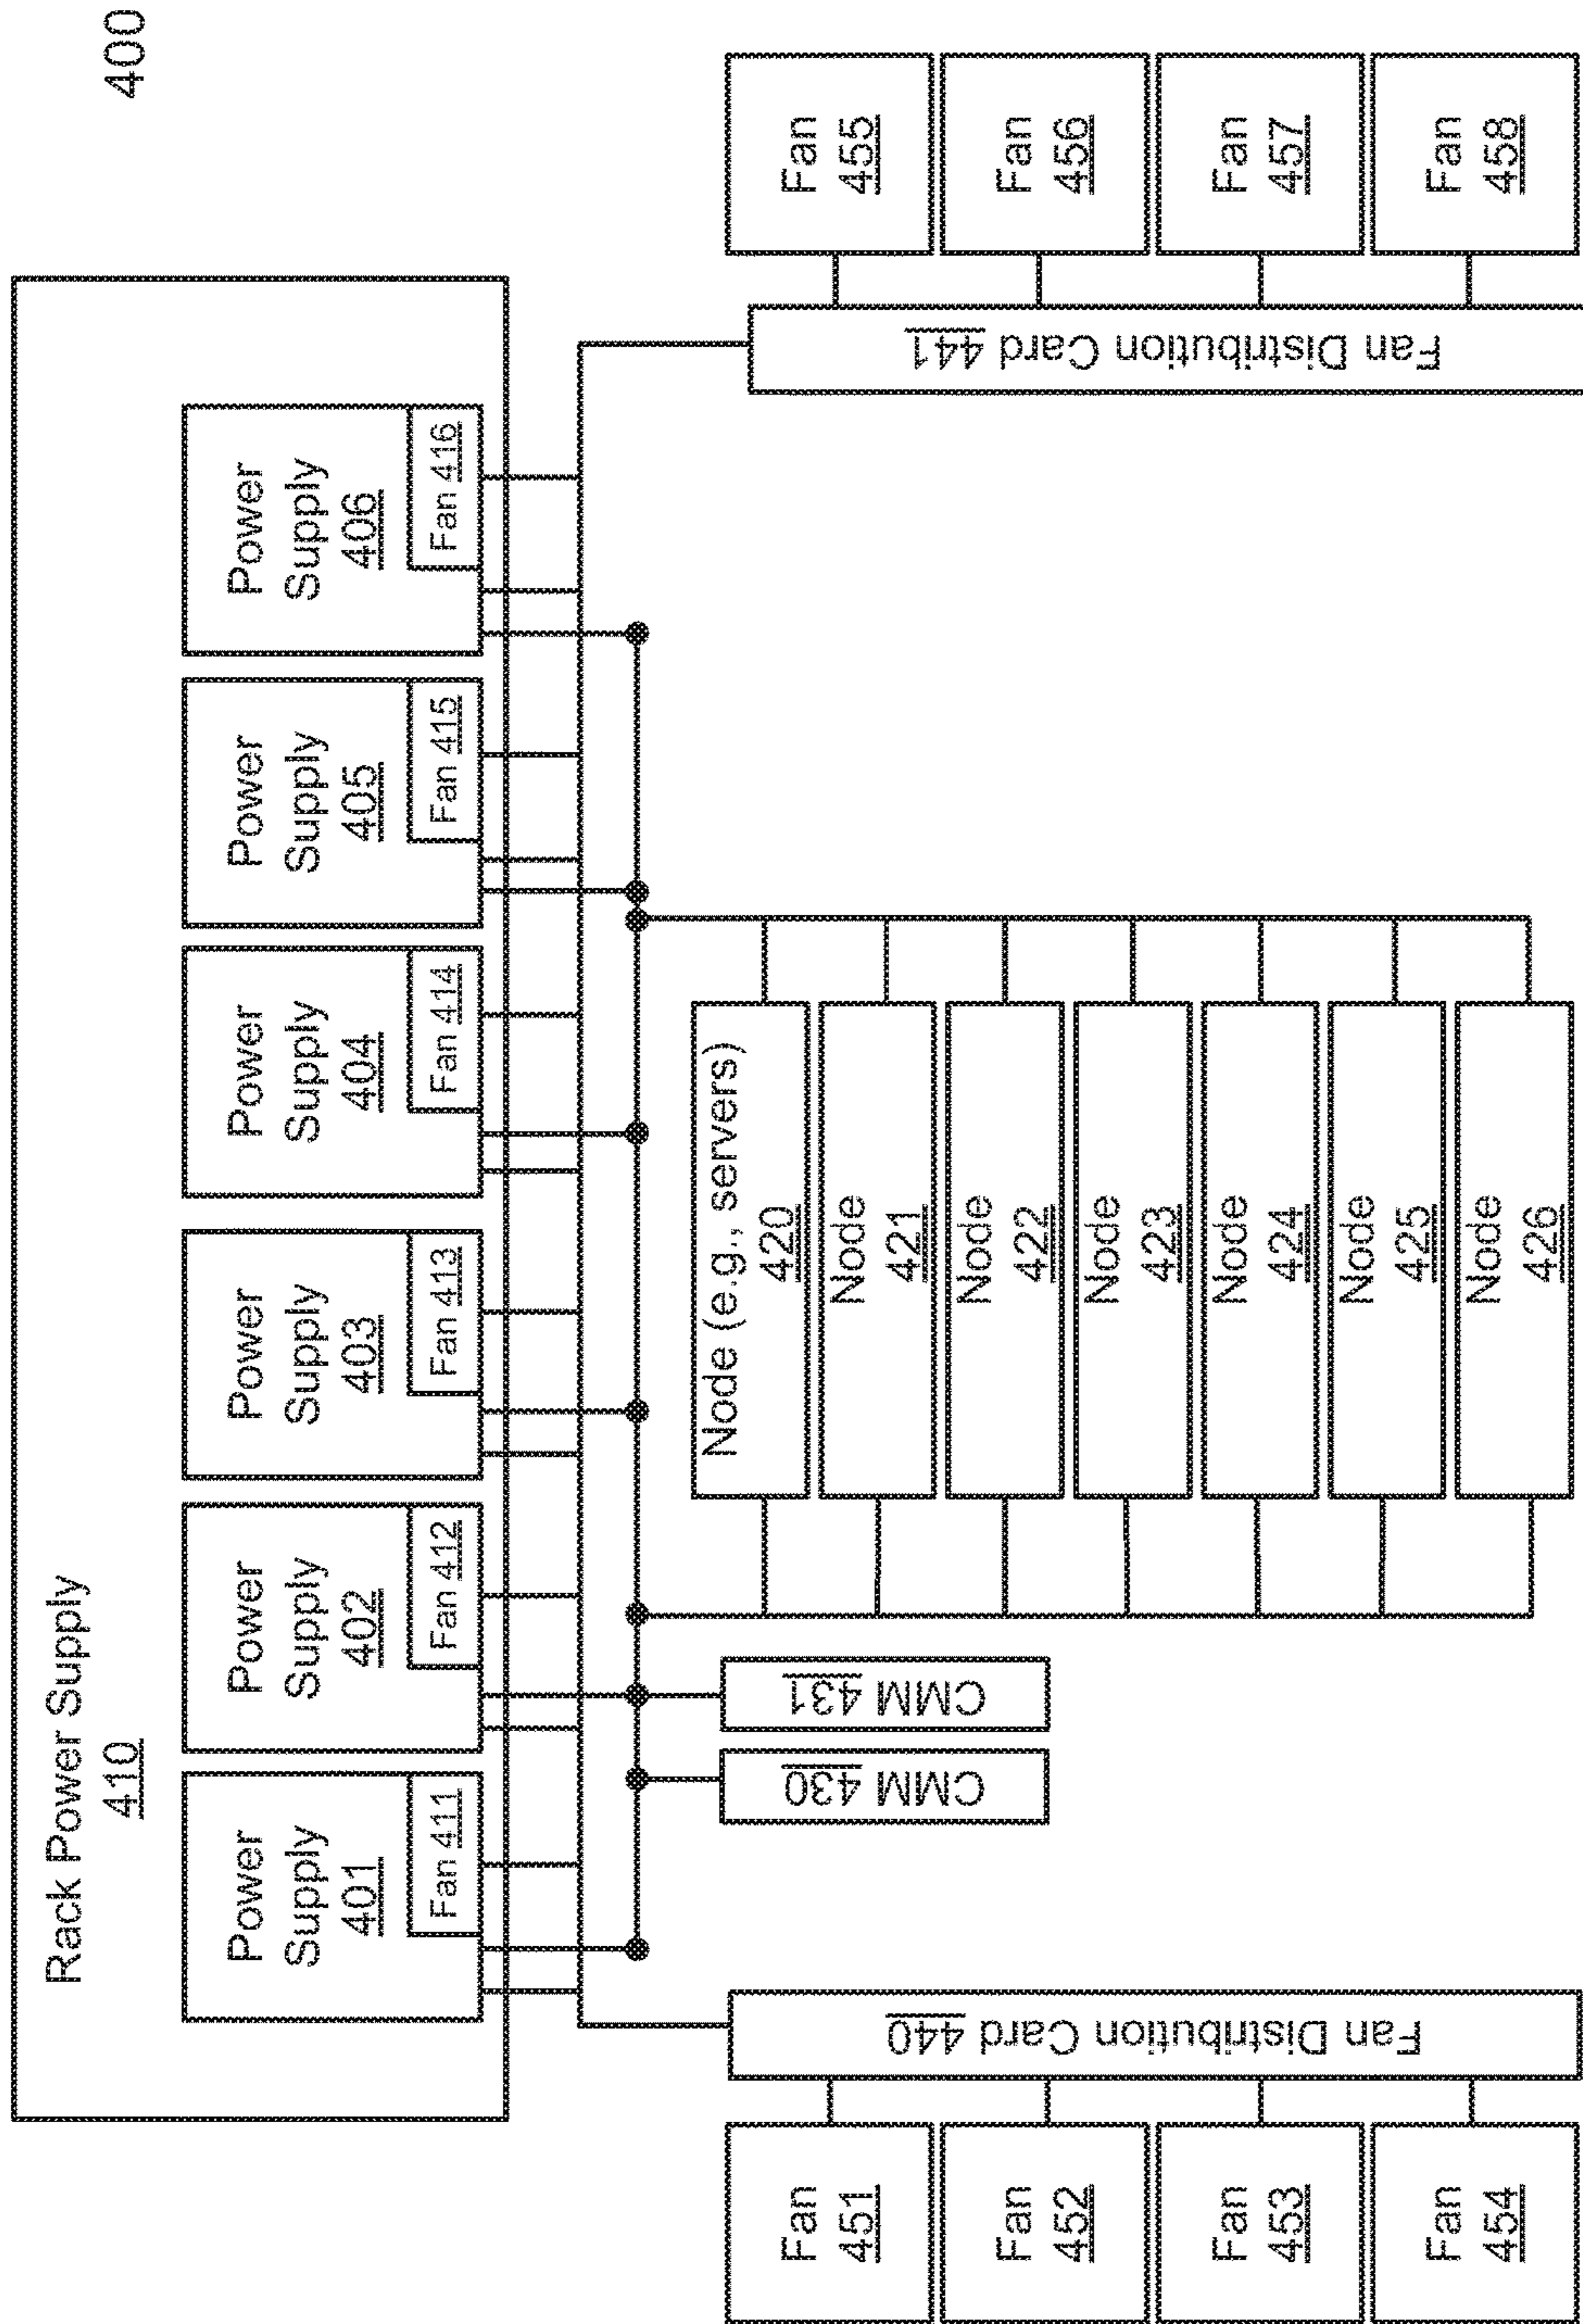 400
Rack Power Supply
410
Power
Supply
401
Fan 411
Power
Supply
402
Fan 412
Power
Supply
403
Fan 413
Power
Supply
404
Fan 414
Power
Supply
405
Fan 415
Power
Supply
406
Fan 416
Fan
451
Fan
452
Fan
453
Fan
454
Fan Distribution Card 440
CMM 430
CMM 431
Node (e.g., servers)
420
Node
421
Node
422
Node
423
Node
424
Node
425
Node
426
Fan Distribution Card 441
Fan
455
Fan
456
Fan
457
Fan
458